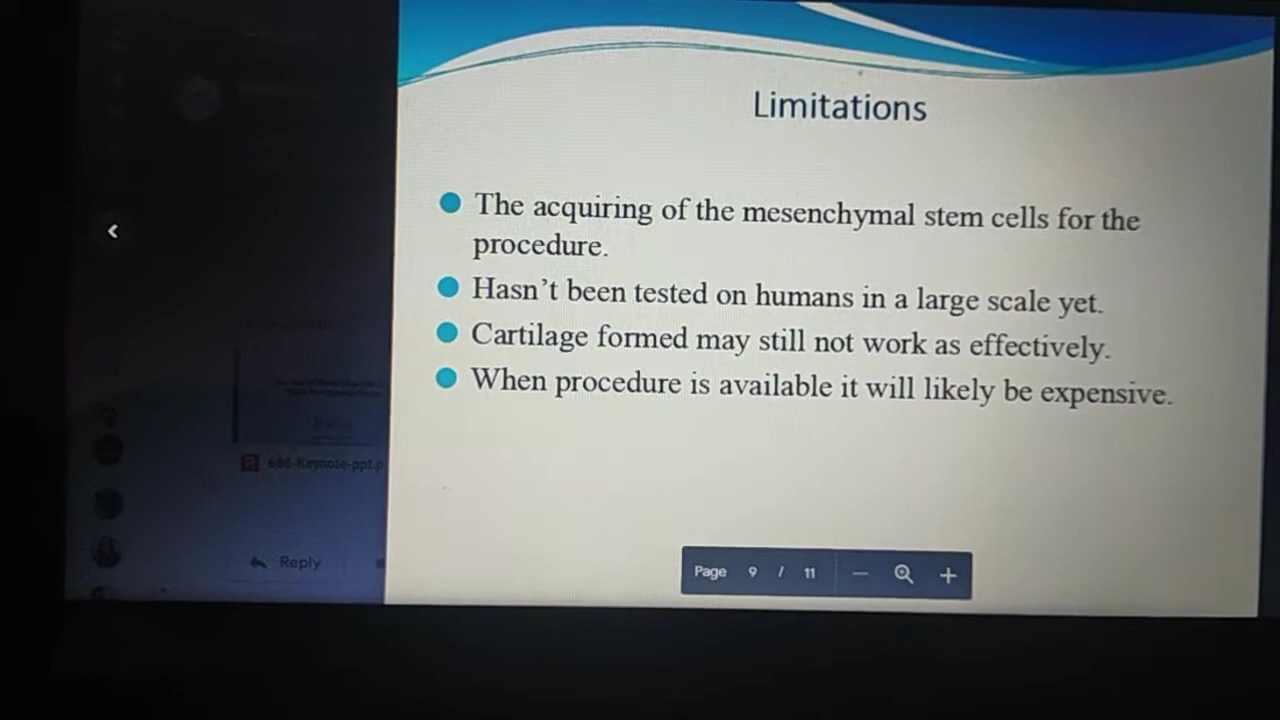 Limitations
The acquiring of the mesenchymal stem cells for the
procedure.
Hasn't been tested on humans in a large scale yet.
Cartilage formed may still not work as effectively.
When procedure is available it will likely be expensive.
686-Keynote-ppt.p
Reply
Page 9 / 11